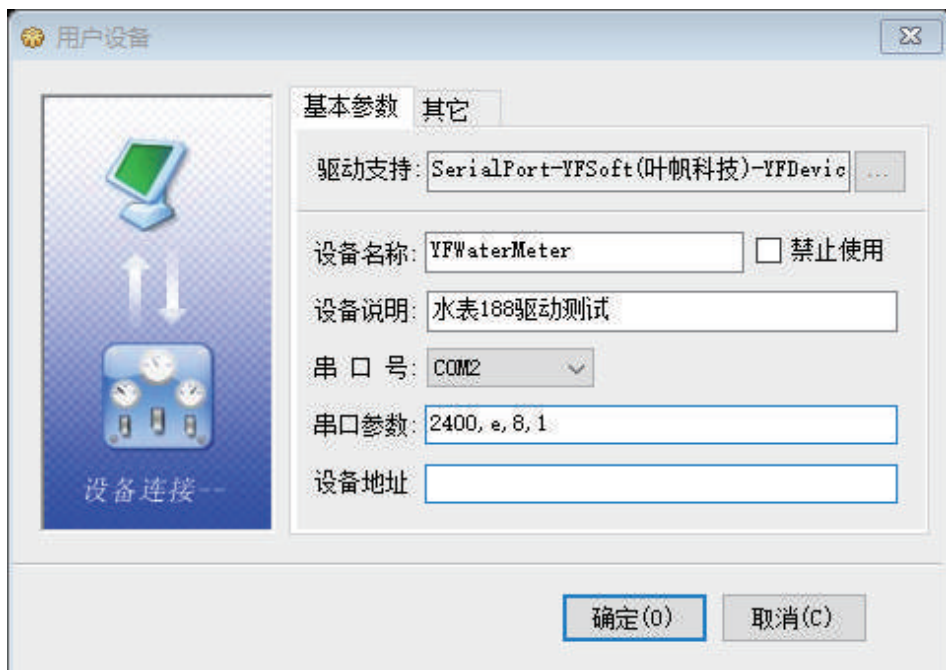 用户设备
基本参数 其它
驱动支持: SerialPort-YFSoft(叶帆科技)-YFDevic ...
设备名称: YFWaterMeter 禁止使用
设备说明: 水表188驱动测试
串 口 号: COM2
串口参数: 2400,e,8,1
设备地址
设备连接--
确定(O) 取消(C)